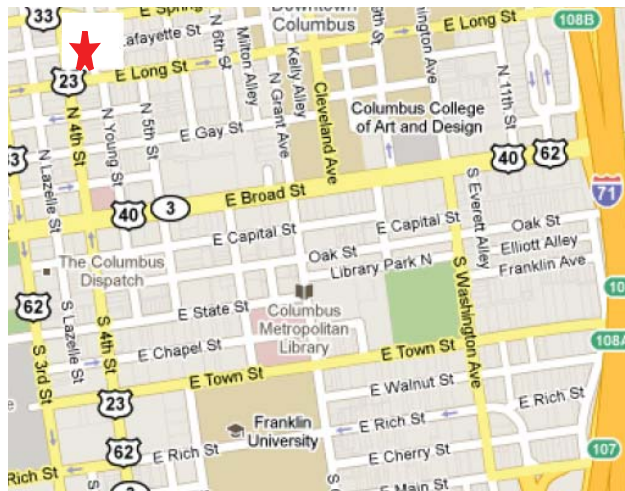 33
E Spring
Lafayette St
N 6th St
Milton Alley
Downtown
Columbus
9th St
Washington Ave
E Long St
108B
23
E Long St
N 4th St
N Young St
N 5th St
E Gay St
N Grant Ave
Kelly Alley
Cleveland Ave
Columbus College
of Art and Design
N 11th St
N Lazelle St
40
62
E Broad St
40
3
71
E Capital St
E Capital St
S Everett Alley
Oak St
Elliott Alley
Franklin Ave
Oak St
Library Park N
The Columbus
Dispatch
62
S Lazelle St
E State St
Columbus
Metropolitan
Library
S Washington Ave
S 3rd St
S 4th St
E Chapel St
E Town St
108A
E Town St
23
E Walnut St
E Rich St
Franklin
University
E Rich St
62
E Rich St
E Cherry St
107
Rich St
3
E Main St